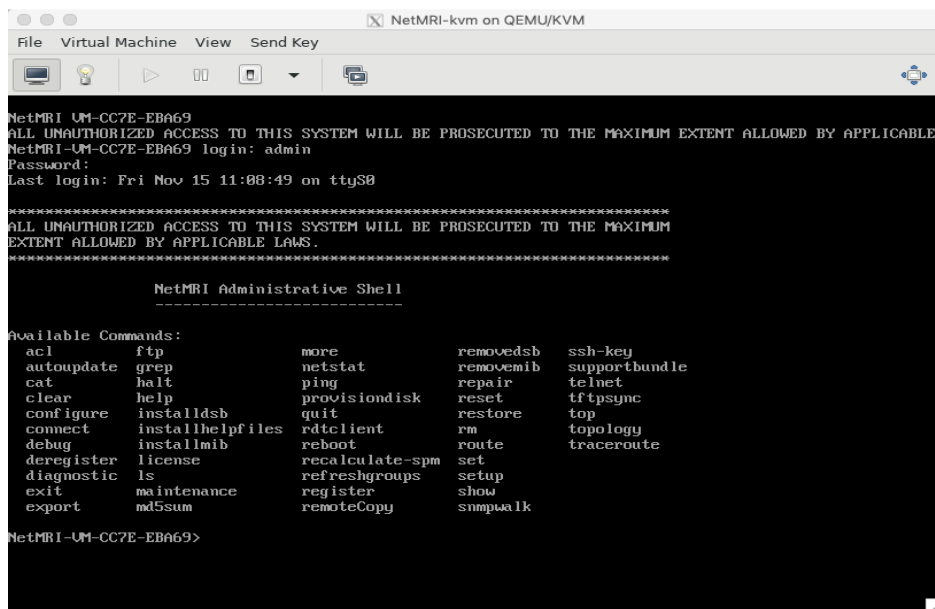 NetMRI-kvm on QEMU/KVM
File Virtual Machine View Send Key
NetMRI VM-CC7E-EBA69
ALL UNAUTHORIZED ACCESS TO THIS SYSTEM WILL BE PROSECUTED TO THE MAXIMUM EXTENT ALLOWED BY APPLICABLE
NetMRI-VM-CC7E-EBA69 login: admin
Password:
Last login: Fri Nov 15 11:08:49 on ttyS0
********************************************************************************
ALL UNAUTHORIZED ACCESS TO THIS SYSTEM WILL BE PROSECUTED TO THE MAXIMUM
EXTENT ALLOWED BY APPLICABLE LAWS.
********************************************************************************
NetMRI Administrative Shell
---------------------------
Available Commands:
acl ftp more removedsb ssh-key
autoupdate grep netstat removemib supportbundle
cat halt ping repair telnet
clear help provisiondisk reset tftpsync
configure installdsb quit restore top
connect installhelpfiles rdtclient rm topology
debug installmib reboot route traceroute
deregister license recalculate-spm set
diagnostic ls refreshgroups setup
exit maintenance register show
export md5sum remoteCopy snmpwalk
NetMRI-VM-CC7E-EBA69>